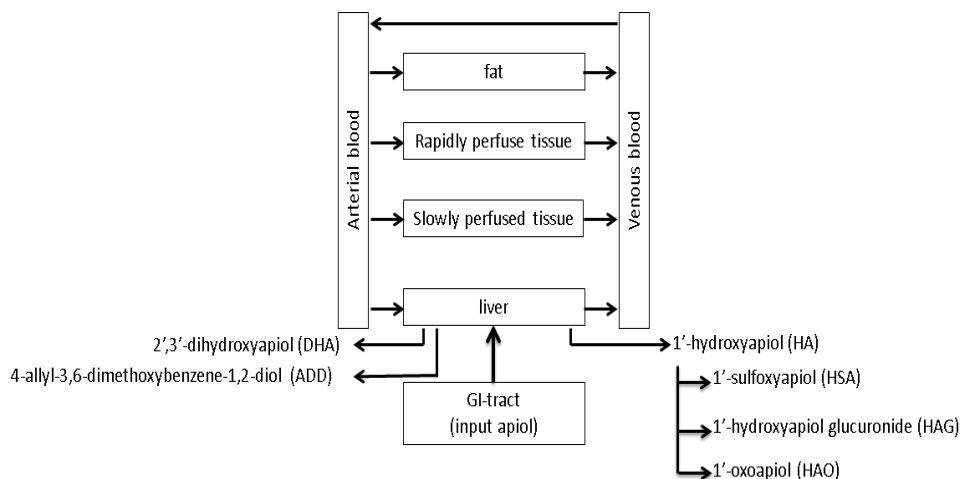 Arterial blood
Venous blood
fat
Rapidly perfuse tissue
Slowly perfused tissue
liver
2′,3′-dihydroxyapiol (DHA)
4-allyl-3,6-dimethoxybenzene-1,2-diol (ADD)
GI-tract
(input apiol)
1′-hydroxyapiol (HA)
1′-sulfoxyapiol (HSA)
1′-hydroxyapiol glucuronide (HAG)
1′-oxoapiol (HAO)